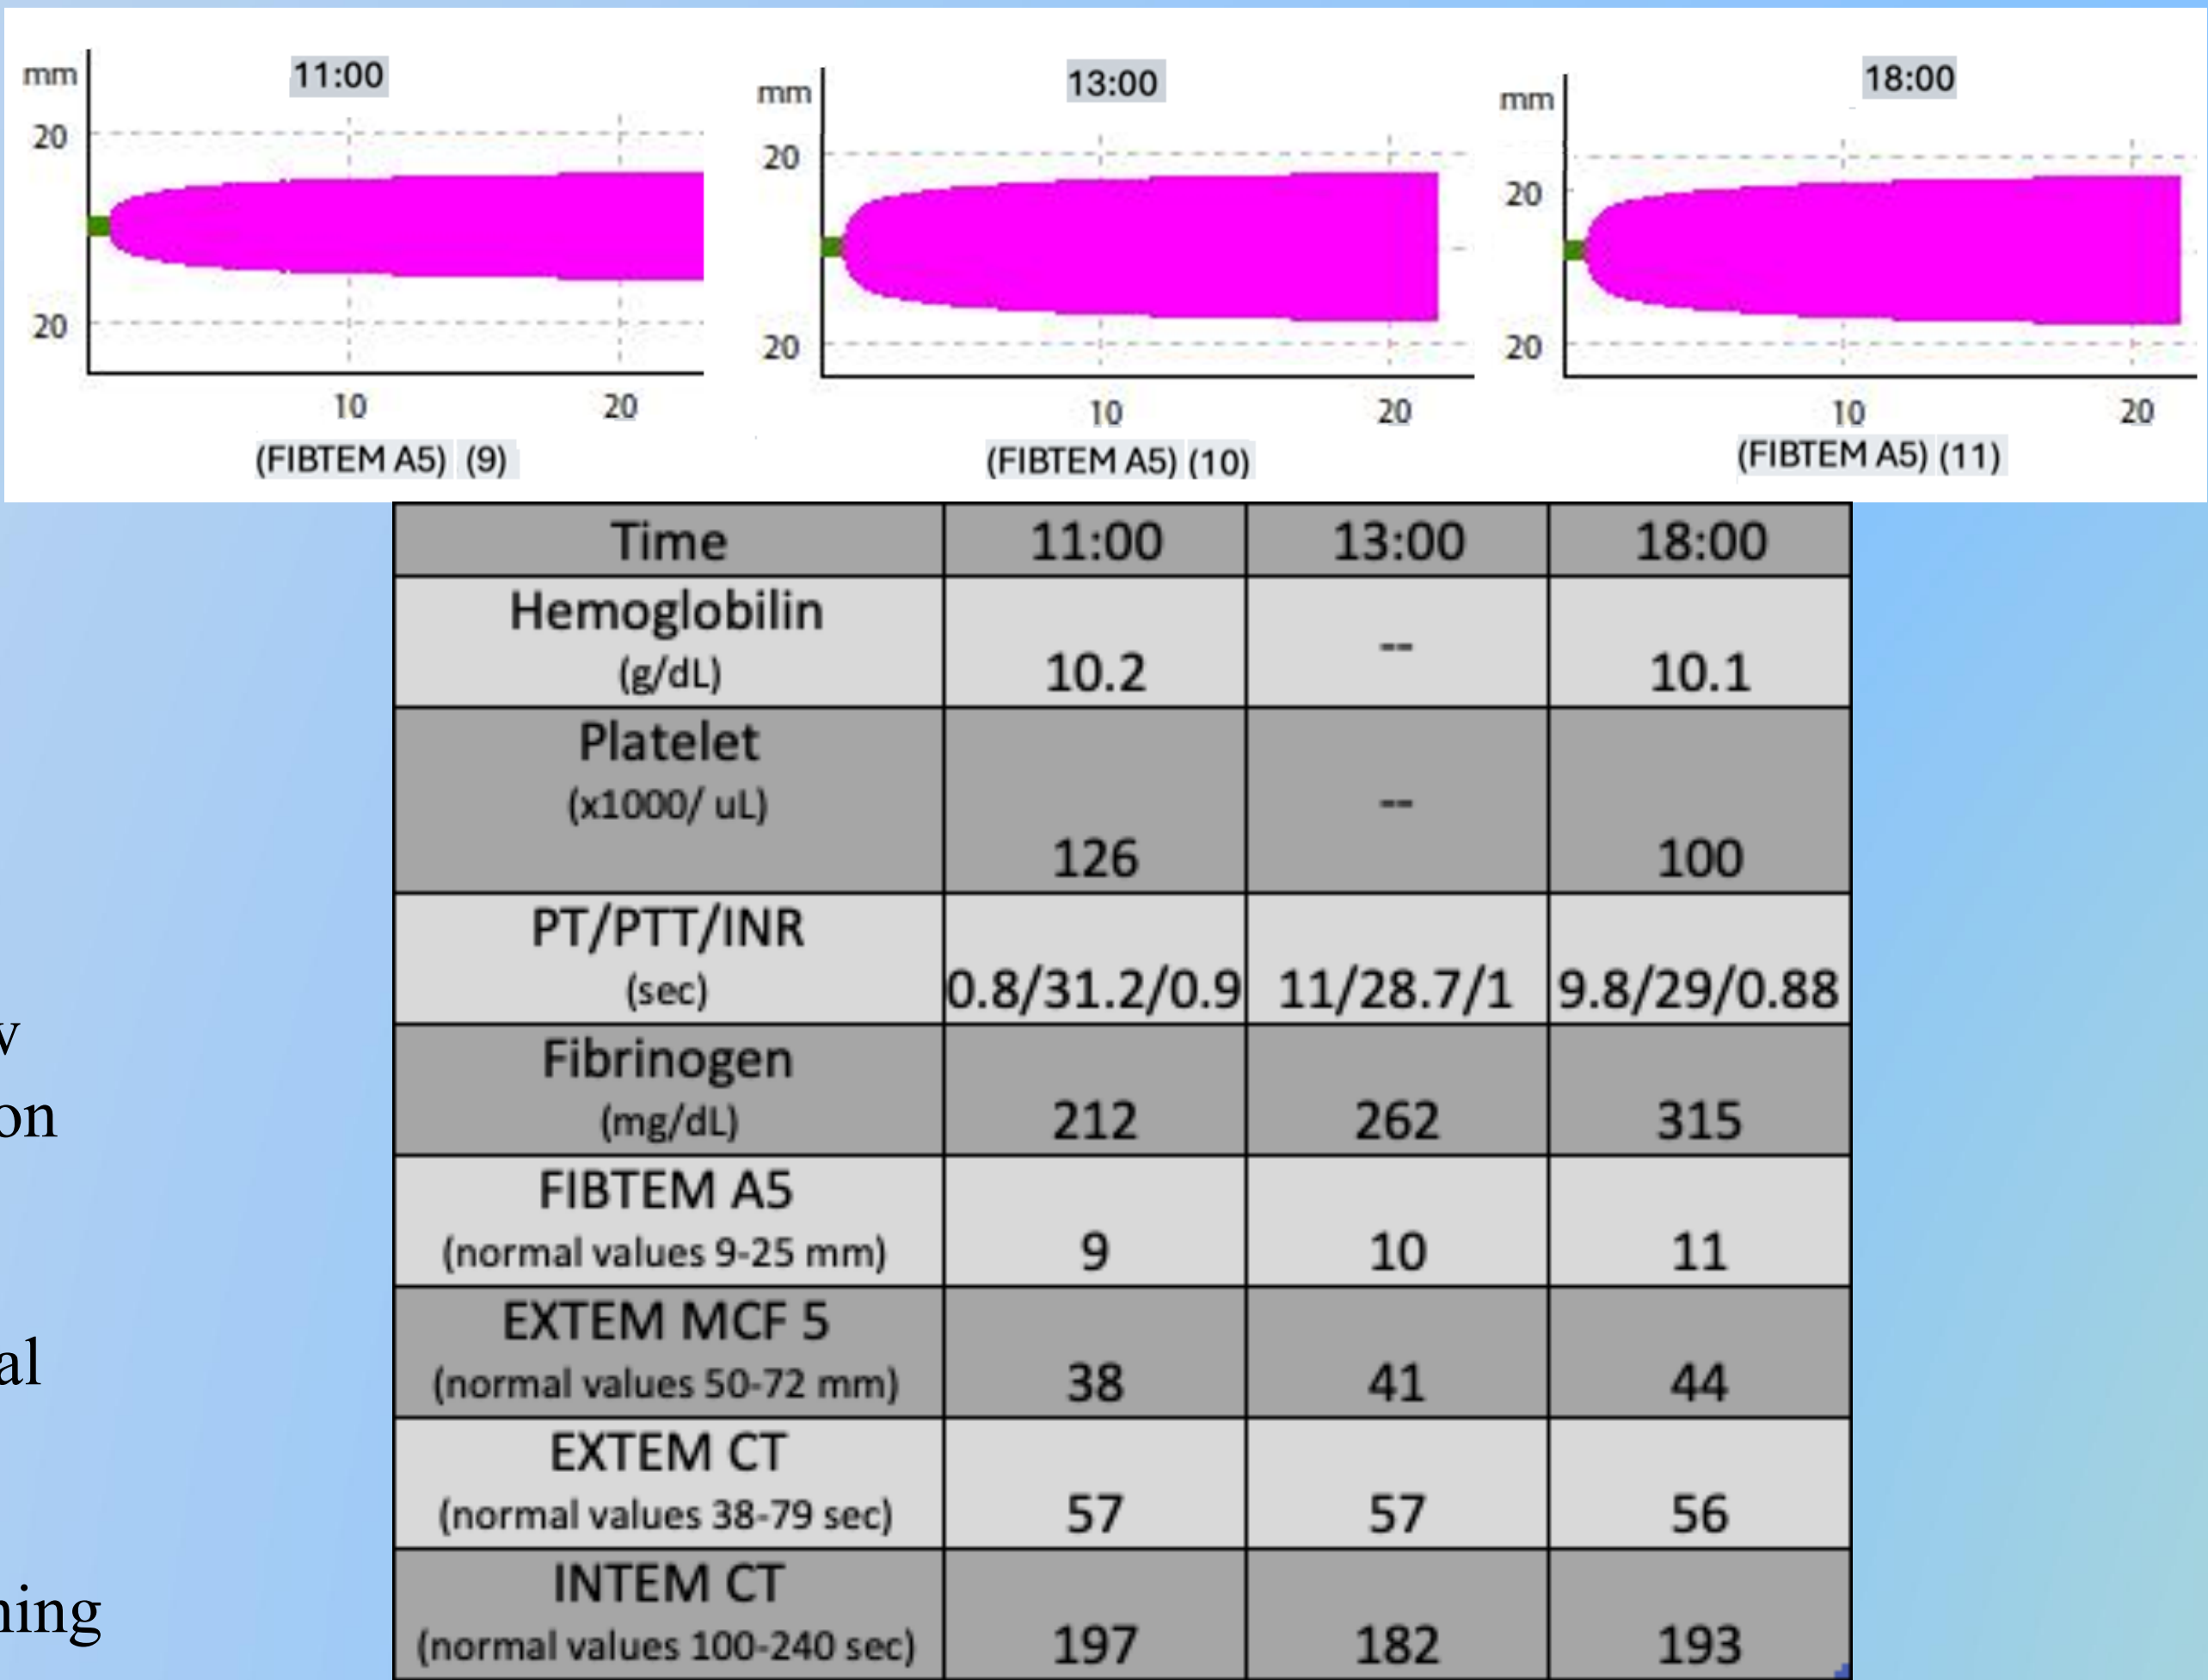 11:00
13:00
18:00
mm
mm
mm
20
20
20
20
20
20
10
20
10
20
10
20
(FIBTEM A5) (9)
(FIBTEM A5) (10)
(FIBTEM A5) (11)
Time 11:00 13:00 18:00
Hemoglobilin
(g/dL) 10.2 -- 10.1
Platelet
(x1000/ uL)
126 -- 100
PT/PTT/INR
(sec) 0.8/31.2/0.9 11/28.7/1 9.8/29/0.88
Fibrinogen
(mg/dL) 212 262 315
FIBTEM A5
(normal values 9-25 mm) 9 10 11
EXTEM MCF 5
(normal values 50-72 mm) 38 41 44
EXTEM CT
(normal values 38-79 sec) 57 57 56
INTEM CT
(normal values 100-240 sec) 197 182 193
on
al
ning